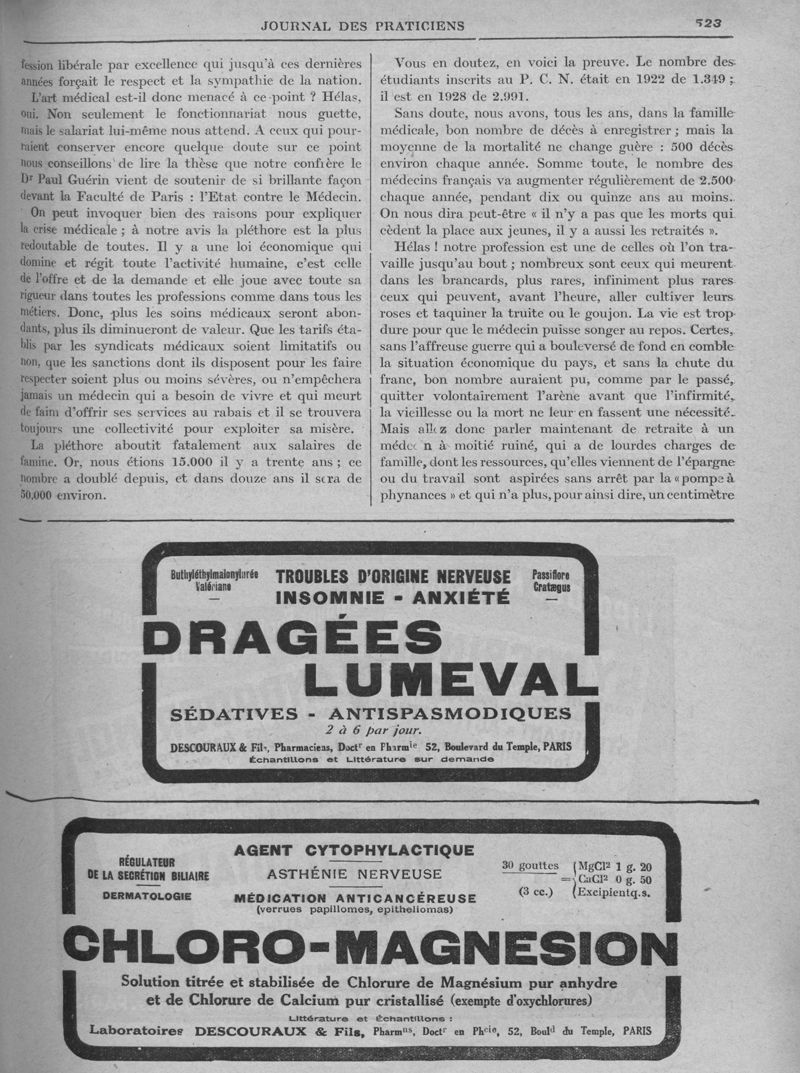 JOURNAL DES PRATICIENS
523
fession libérale par excellence qui jusqu'à ces dernières
années forçait le respect et la sympathie de la nation.
L'art médical est-il donc menacé à ce point ? Hélas,
oui. Non seulement le fonctionnariat nous guette,
mais le salariat lui-même nous attend. A ceux qui pour-
raient conserver encore quelque doute sur ce point
nous conseillons de lire la thèse que notre confrère le
Dr Paul Guérin vient de soutenir de si brillante façon
devant la Faculté de Paris : l'Etat contre le Médecin.
On peut invoquer bien des raisons pour expliquer
la crise médicale ; à notre avis la pléthore est la plus
redoutable de toutes. Il y a une loi économique qui
domine et régit toute l'activité humaine, c'est celle
de l'offre et de la demande et elle joue avec toute sa
rigueur dans toutes les professions comme dans tous les
métiers. Donc, plus les soins médicaux seront abon-
dants, plus ils diminueront de valeur. Que les tarifs éta-
blis par les syndicats médicaux soient limitatifs ou
non, que les sanctions dont ils disposent pour les faire
respecter soient plus ou moins sévères, on n'empêchera
jamais un médecin qui a besoin de vivre et qui meurt
de faim d'offrir ses services au rabais et il se trouvera
toujours une collectivité pour exploiter sa misère.
La pléthore aboutit fatalement aux salaires de
famine. Or, nous étions 15.000 il y a trente ans ; ce
nombre a doublé depuis, et dans douze ans il sera de
50.000 environ.
Vous en doutez, en voici la preuve. Le nombre des
étudiants inscrits au P. C. N. était en 1922 de 1.349 ;
il est en 1928 de 2.991.
Sans doute, nous avons, tous les ans, dans la famille
médicale, bon nombre de décès à enregistrer ; mais la
moyenne de la mortalité ne change guère : 500 décès
environ chaque année. Somme toute, le nombre des
médecins français va augmenter régulièrement de 2.500
chaque année, pendant dix ou quinze ans au moins.
On nous dira peut-être « il n'y a pas que les morts qui
cèdent la place aux jeunes, il y a aussi les retraités ».
Hélas ! notre profession est une de celles où l'on tra-
vaille jusqu'au bout ; nombreux sont ceux qui meurent
dans les brancards, plus rares, infiniment plus rares
ceux qui peuvent, avant l'heure, aller cultiver leurs
roses et taquiner la truite ou le goujon. La vie est trop
dure pour que le médecin puisse songer au repos. Certes,
sans l'affreuse guerre qui a bouleversé de fond en comble
la situation économique du pays, et sans la chute du
franc, bon nombre auraient pu, comme par le passé,
quitter volontairement l'arène avant que l'infirmité,
la vieillesse ou la mort ne leur en fassent une nécessité.
Mais allez donc parler maintenant de retraite à un
médecin à moitié ruiné, qui a de lourdes charges de
famille, dont les ressources, qu'elles viennent de l'épargne
ou du travail sont aspirées sans arrêt par la « pompe à
phynances » et qui n'a plus, pour ainsi dire, un centimètre
Buthyléthylmalonylurée
Valériane
TROUBLES D'ORIGINE NERVEUSE
INSOMNIE - ANXIÉTÉ
Passiflore
Cratægus
DRAGÉES
LUMEVAL
SÉDATIVES - ANTISPASMODIQUES
2 à 6 par jour.
DESCOURAUX & Fils, Pharmaciens, Doctr en Pharmie 52, Boulevard du Temple, PARIS
Échantillons et Littérature sur demande
RÉGULATEUR
DE LA SECRÉTION BILIAIRE
DERMATOLOGIE
AGENT CYTOPHYLACTIQUE
ASTHÉNIE NERVEUSE
MÉDICATION ANTICANCÉREUSE
(verrues papillomes, epitheliomas)
30 gouttes
(3 cc.)
= { MgCl² 1 g. 20
CaCl² 0 g. 50
Excipient q.s.
CHLORO-MAGNESION
Solution titrée et stabilisée de Chlorure de Magnésium pur anhydre
et de Chlorure de Calcium pur cristallisé (exempte d'oxychlorures)
Littérature et Échantillons :
Laboratoires DESCOURAUX & Fils, Pharmns, Doctr en Phcie, 52, Bould du Temple, PARIS